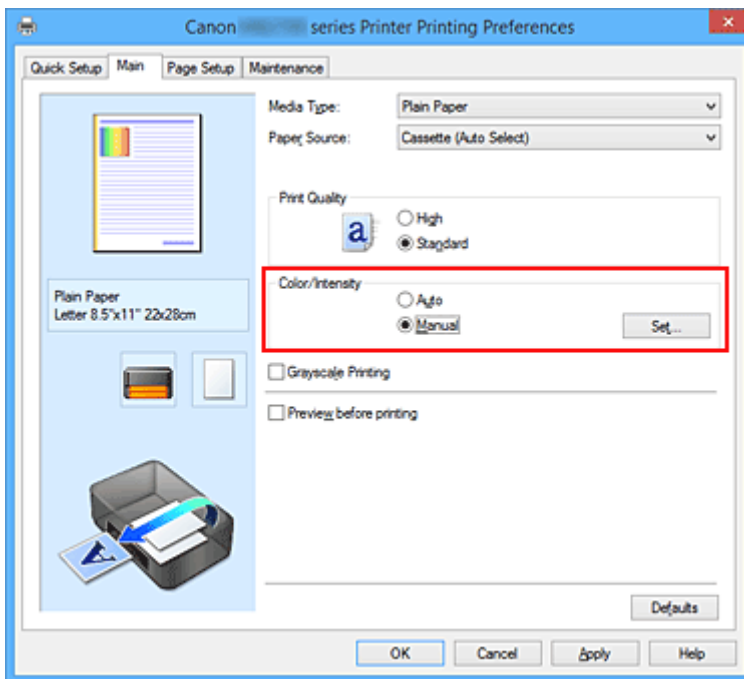 Canon series Printer Printing Preferences
Quick Setup Main Page Setup Maintenance
Media Type: Plain Paper
Paper Source: Cassette (Auto Select)
Print Quality
a
High
Standard
Color/Intensity
Auto
Manual Set...
Plain Paper
Letter 8.5"x11" 22x28cm
Grayscale Printing
Preview before printing
A
Defaults
OK Cancel Apply Help